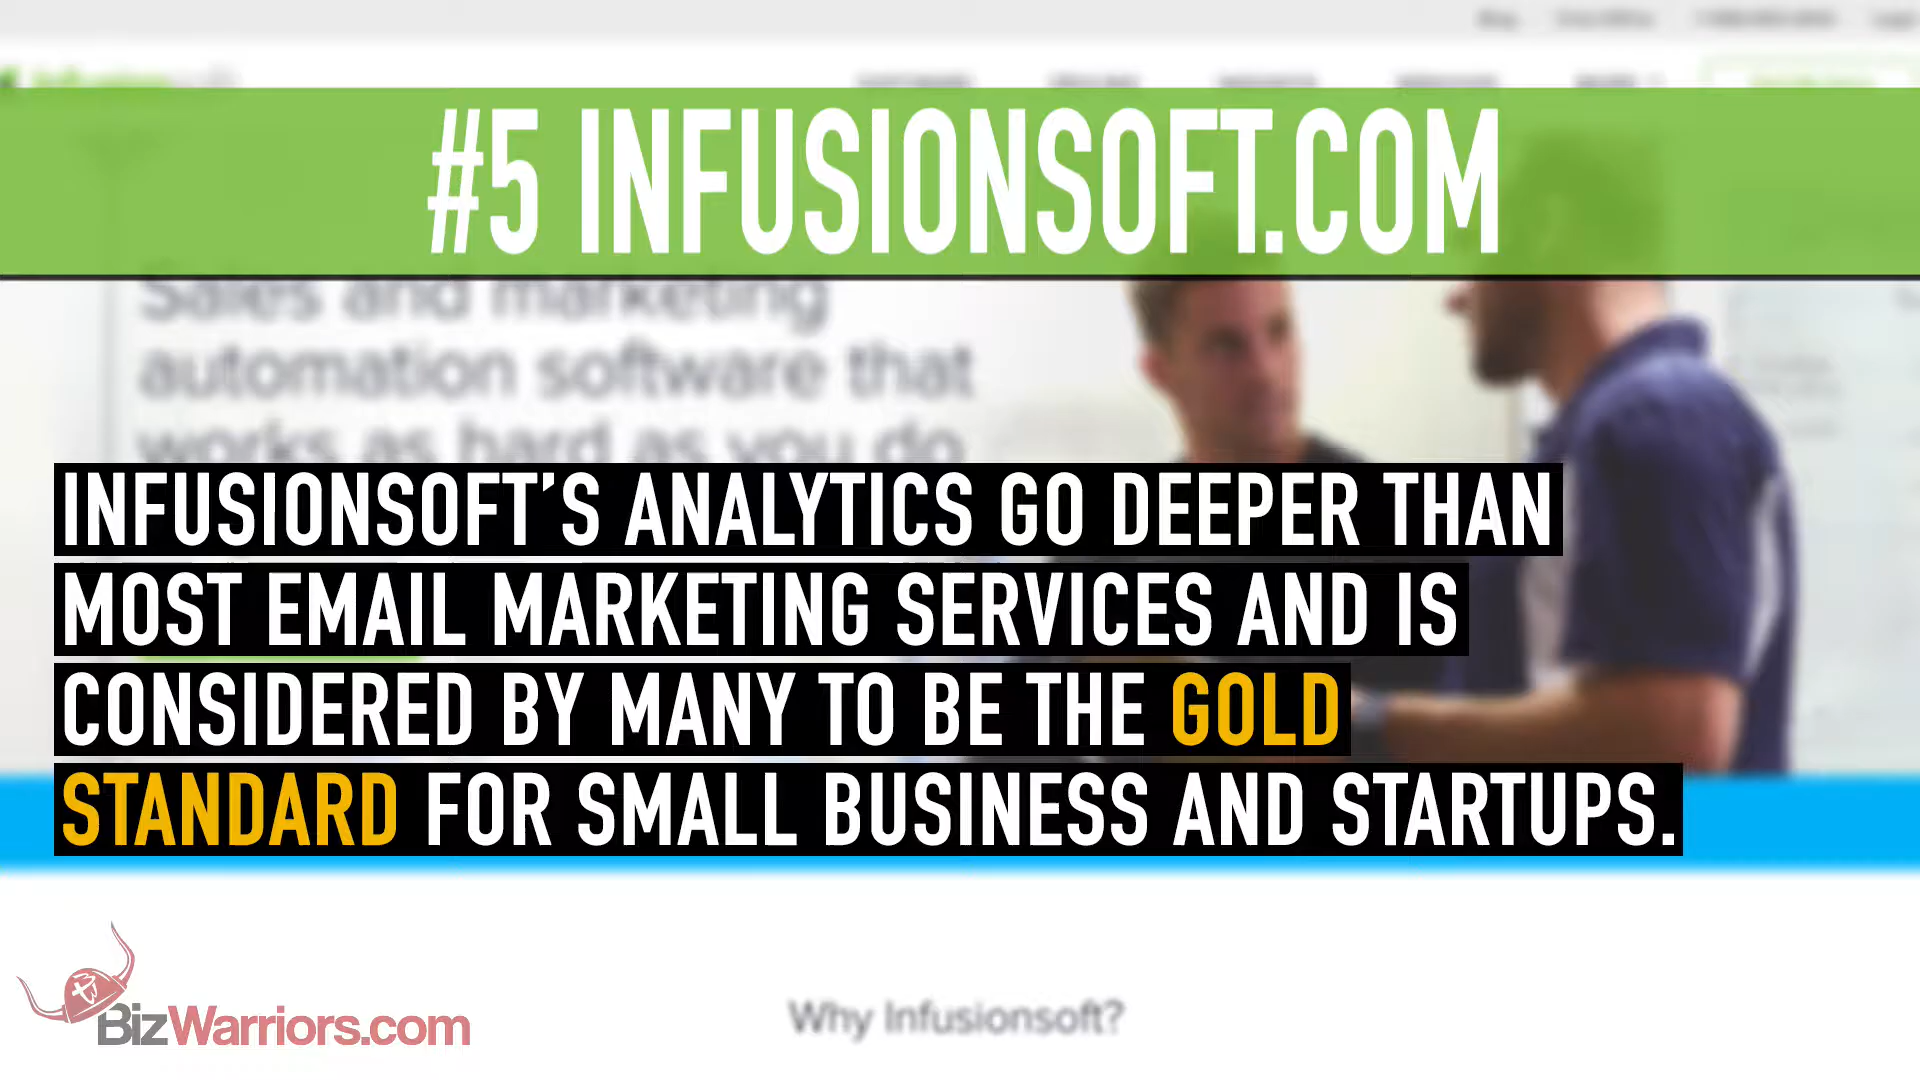 #5 INFUSIONSOFT.COM
Sales and marketing
automation software that
works as hard as you do
INFUSIONSOFT’S ANALYTICS GO DEEPER THAN
MOST EMAIL MARKETING SERVICES AND IS
CONSIDERED BY MANY TO BE THE GOLD
STANDARD FOR SMALL BUSINESS AND STARTUPS.
BizWarriors.com
Why Infusionsoft?